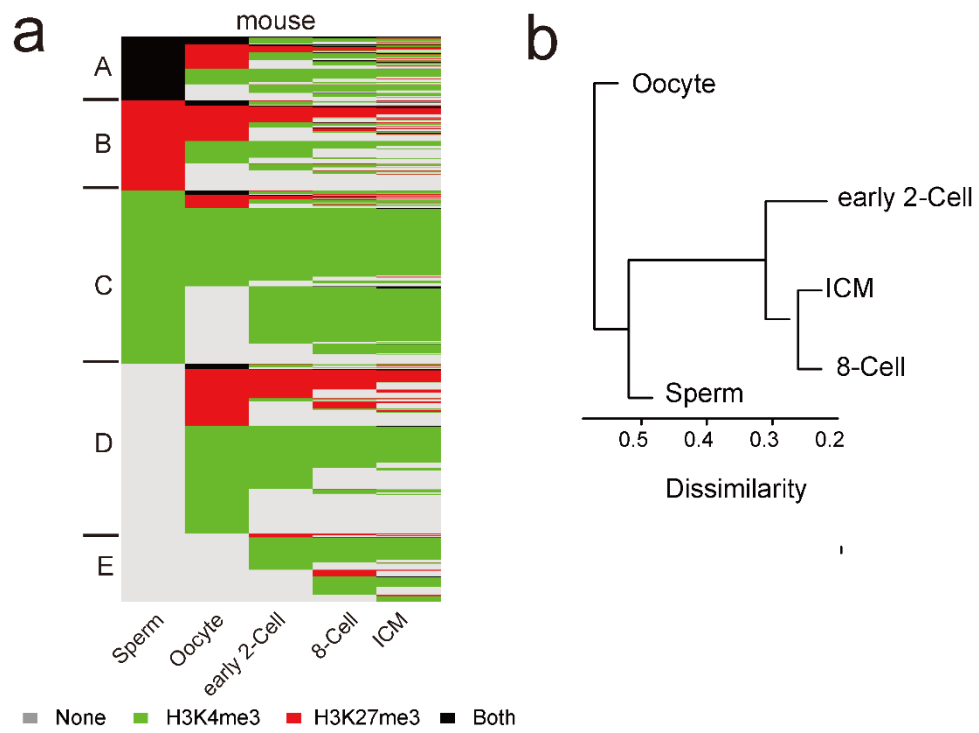 a
mouse
A
B
C
D
E
Sperm
Oocyte
early 2-Cell
8-Cell
ICM
None H3K4me3 H3K27me3 Both
b
Oocyte
early 2-Cell
ICM
8-Cell
Sperm
0.5 0.4 0.3 0.2
Dissimilarity